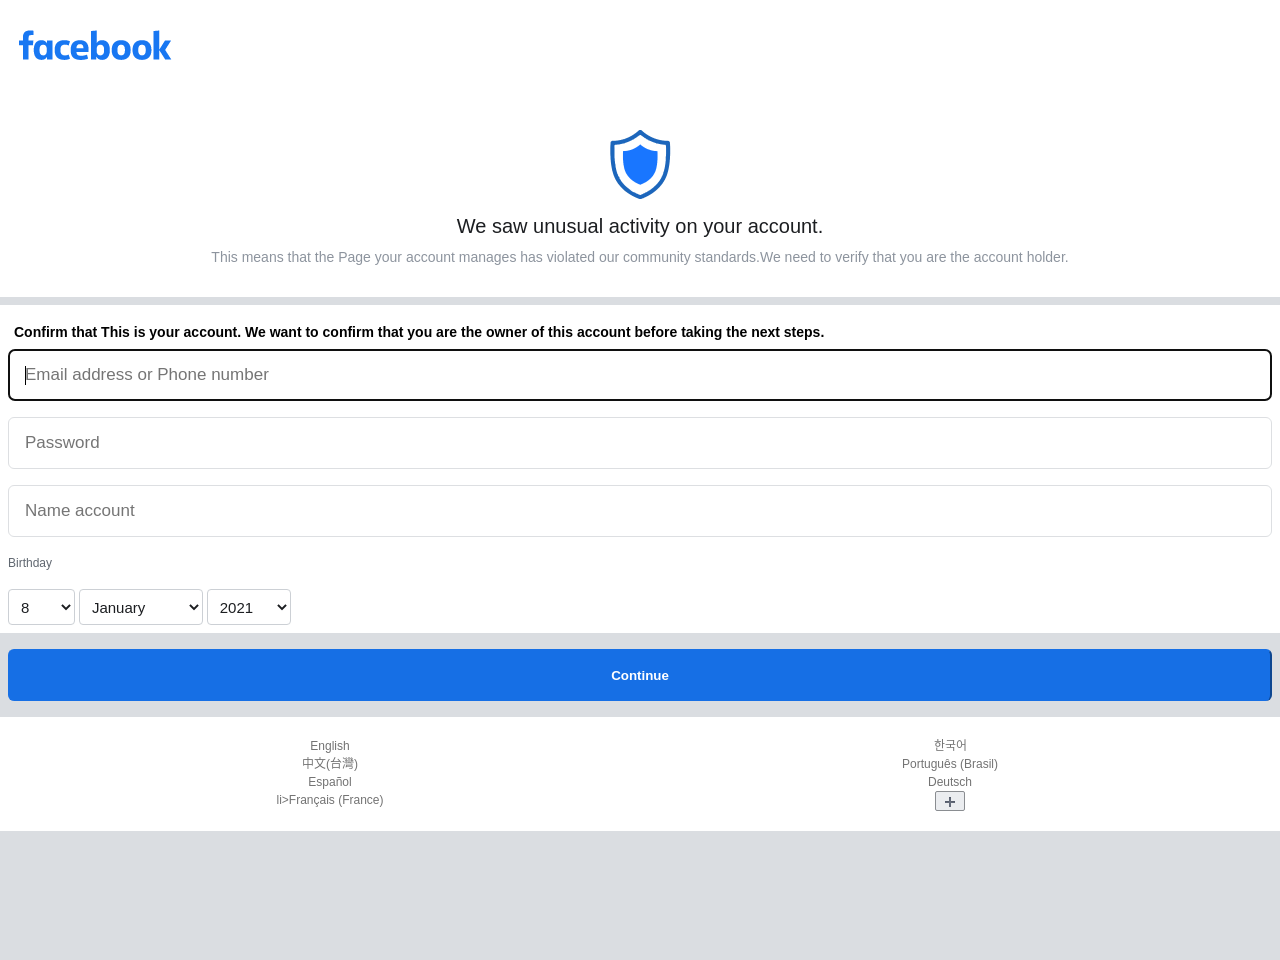 facebook
We saw unusual activity on your account.
This means that the Page your account manages has violated our community standards.We need to verify that you are the account holder.
Confirm that This is your account. We want to confirm that you are the owner of this account before taking the next steps.
Email address or Phone number
Password
Name account
Birthday
8 January 2021
Continue
English
中文(台灣)
Español
li>Français (France)
한국어
Português (Brasil)
Deutsch